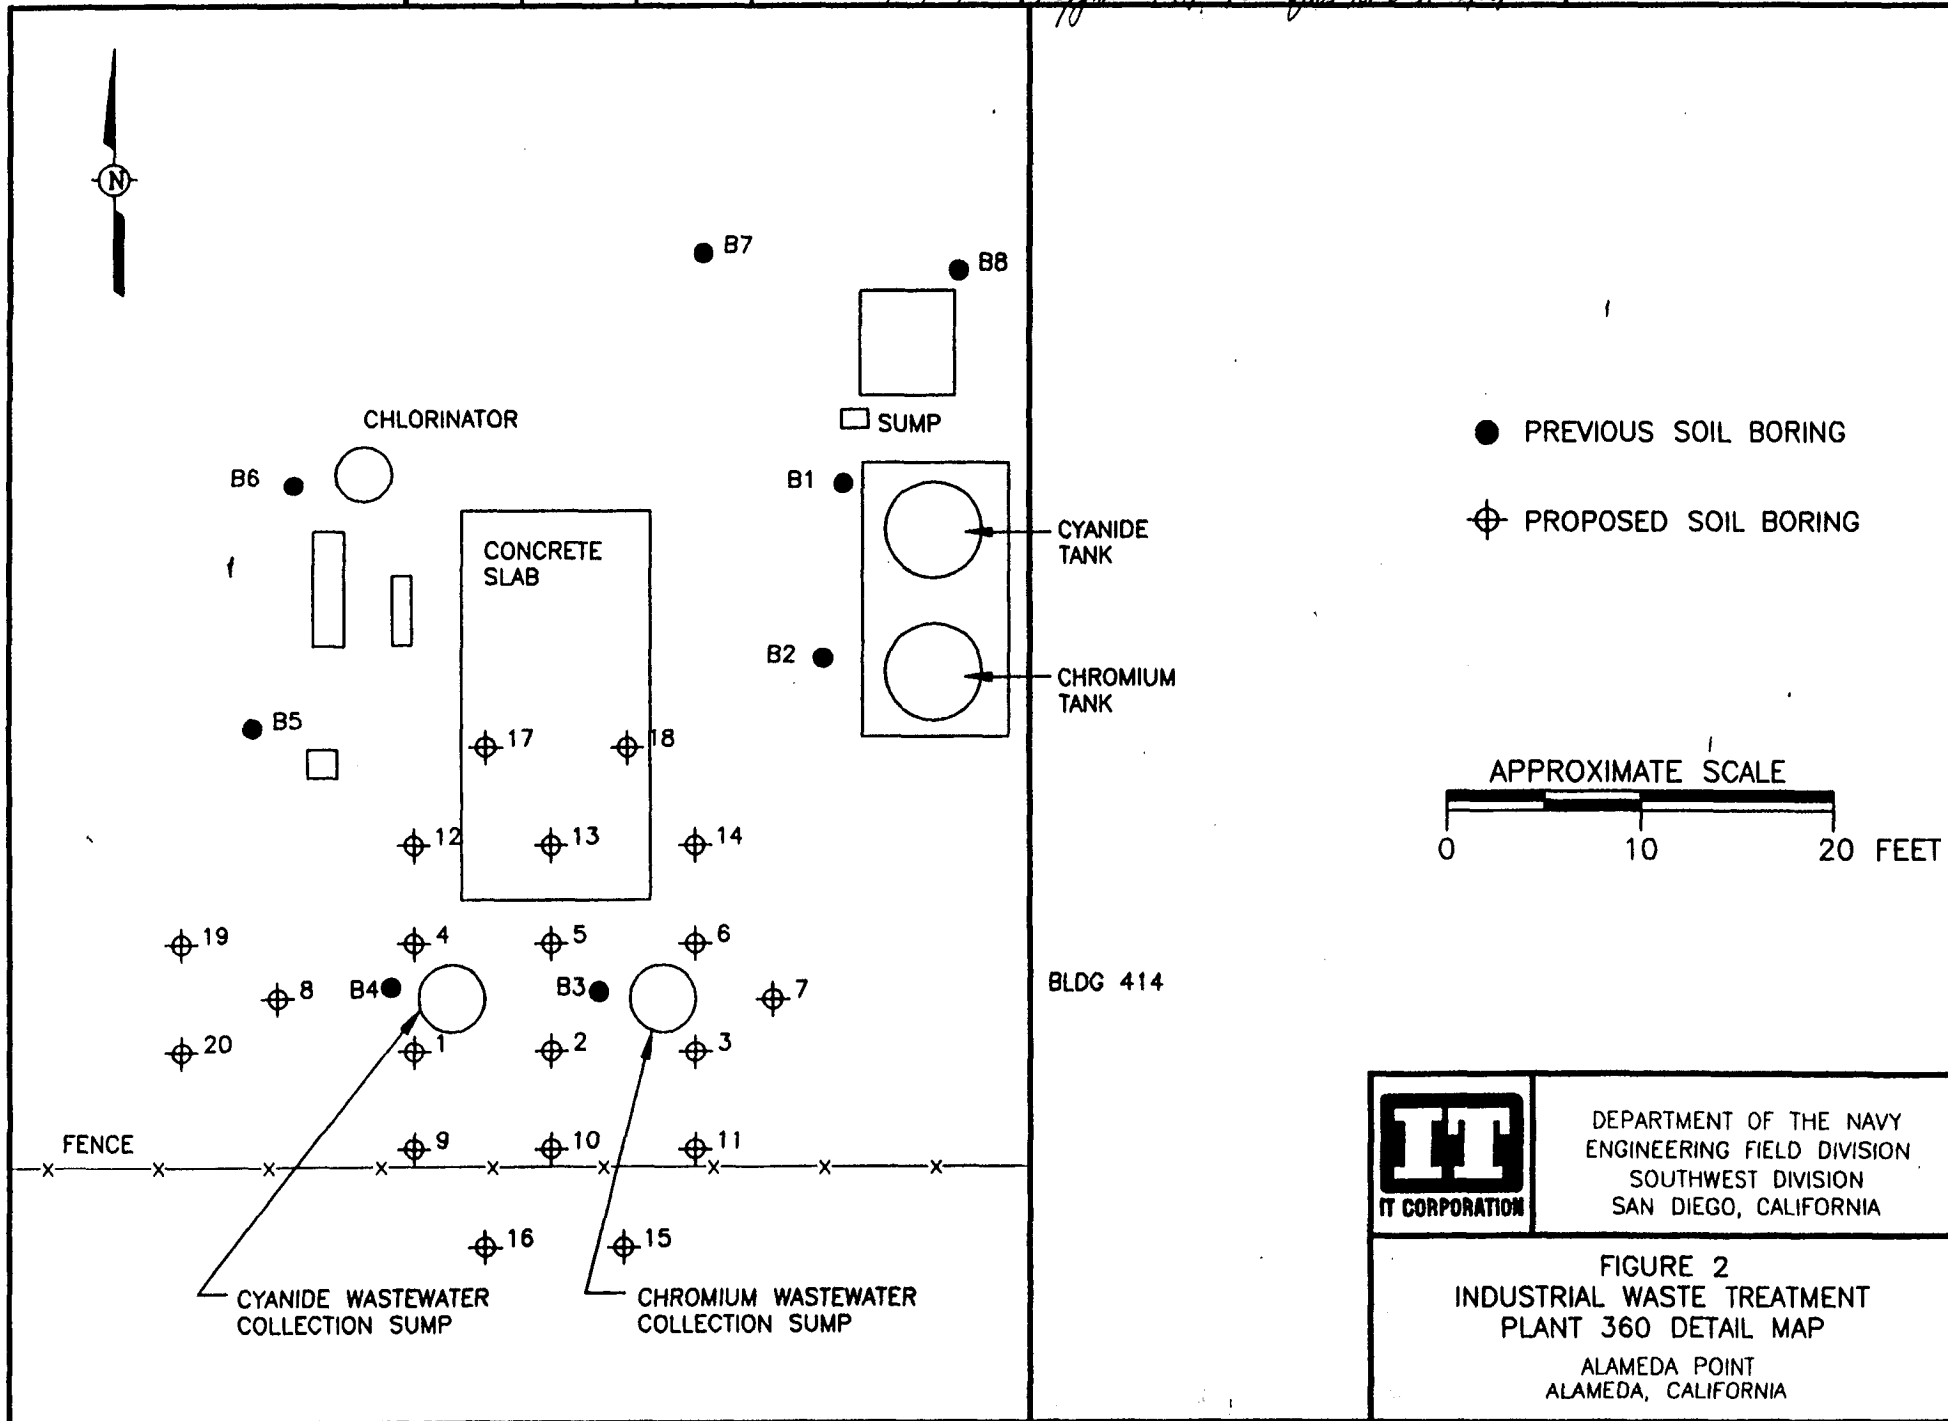 N
B7
B8
CHLORINATOR
SUMP
B6
B1
CONCRETE
SLAB
CYANIDE
TANK
B2
CHROMIUM
TANK
B5
17
18
12
13
14
19
4
5
6
8
B4
B3
7
20
1
2
3
BLDG 414
FENCE
9
10
11
16
15
CYANIDE WASTEWATER
COLLECTION SUMP
CHROMIUM WASTEWATER
COLLECTION SUMP
PREVIOUS SOIL BORING
PROPOSED SOIL BORING
APPROXIMATE SCALE
0 10 20 FEET
IT
IT CORPORATION
DEPARTMENT OF THE NAVY
ENGINEERING FIELD DIVISION
SOUTHWEST DIVISION
SAN DIEGO, CALIFORNIA
FIGURE 2
INDUSTRIAL WASTE TREATMENT
PLANT 360 DETAIL MAP
ALAMEDA POINT
ALAMEDA, CALIFORNIA